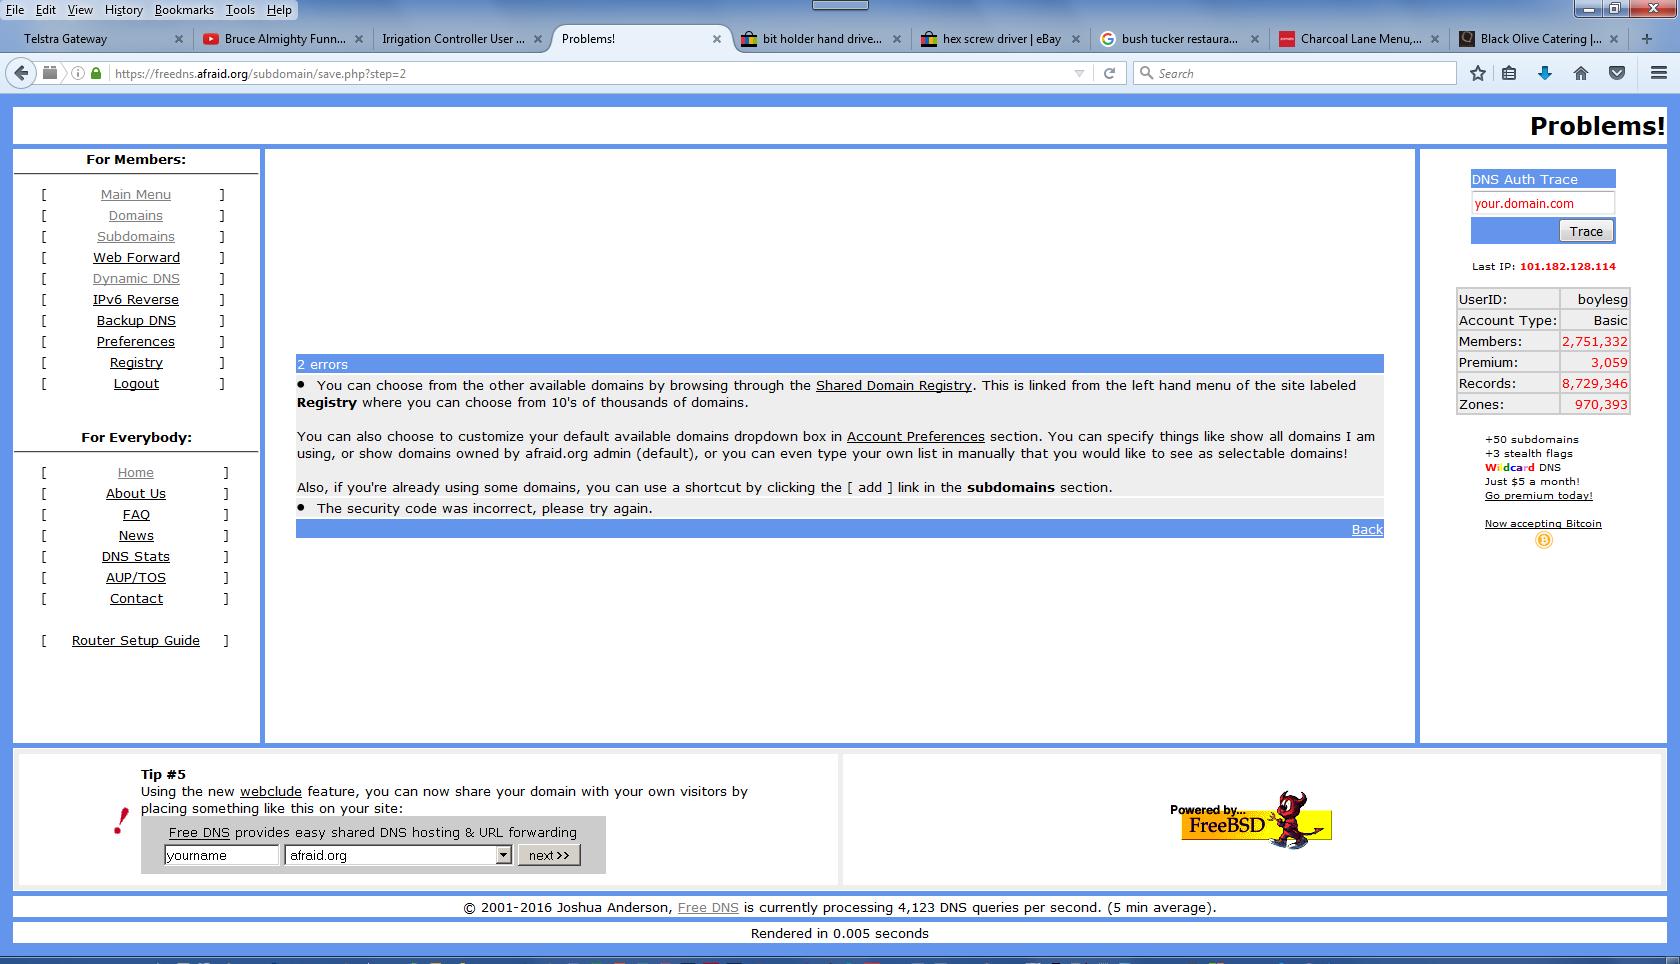 File Edit View History Bookmarks Tools Help
Telstra Gateway
Bruce Almighty Funn...
Irrigation Controller User ...
Problems!
bit holder hand drive...
hex screw driver | eBay
bush tucker restaura...
Charcoal Lane Menu,...
Black Olive Catering |...
https://freedns.afraid.org/subdomain/save.php?step=2
Search
Problems!
For Members:
[ Main Menu ]
[ Domains ]
[ Subdomains ]
[ Web Forward ]
[ Dynamic DNS ]
[ IPv6 Reverse ]
[ Backup DNS ]
[ Preferences ]
[ Registry ]
[ Logout ]
For Everybody:
[ Home ]
[ About Us ]
[ FAQ ]
[ News ]
[ DNS Stats ]
[ AUP/TOS ]
[ Contact ]
[ Router Setup Guide ]
2 errors
• You can choose from the other available domains by browsing through the Shared Domain Registry. This is linked from the left hand menu of the site labeled
Registry where you can choose from 10's of thousands of domains.
You can also choose to customize your default available domains dropdown box in Account Preferences section. You can specify things like show all domains I am
using, or show domains owned by afraid.org admin (default), or you can even type your own list in manually that you would like to see as selectable domains!
Also, if you're already using some domains, you can use a shortcut by clicking the [ add ] link in the subdomains section.
• The security code was incorrect, please try again.
Back
DNS Auth Trace
your.domain.com
Trace
Last IP: 101.182.128.114
UserID: boylesg
Account Type: Basic
Members: 2,751,332
Premium: 3,059
Records: 8,729,346
Zones: 970,393
+50 subdomains
+3 stealth flags
Wildcard DNS
Just $5 a month!
Go premium today!
Now accepting Bitcoin
Tip #5
Using the new webclude feature, you can now share your domain with your own visitors by
placing something like this on your site:
Free DNS provides easy shared DNS hosting & URL forwarding
yourname afraid.org next >>
Powered by...
FreeBSD
© 2001-2016 Joshua Anderson, Free DNS is currently processing 4,123 DNS queries per second. (5 min average).
Rendered in 0.005 seconds